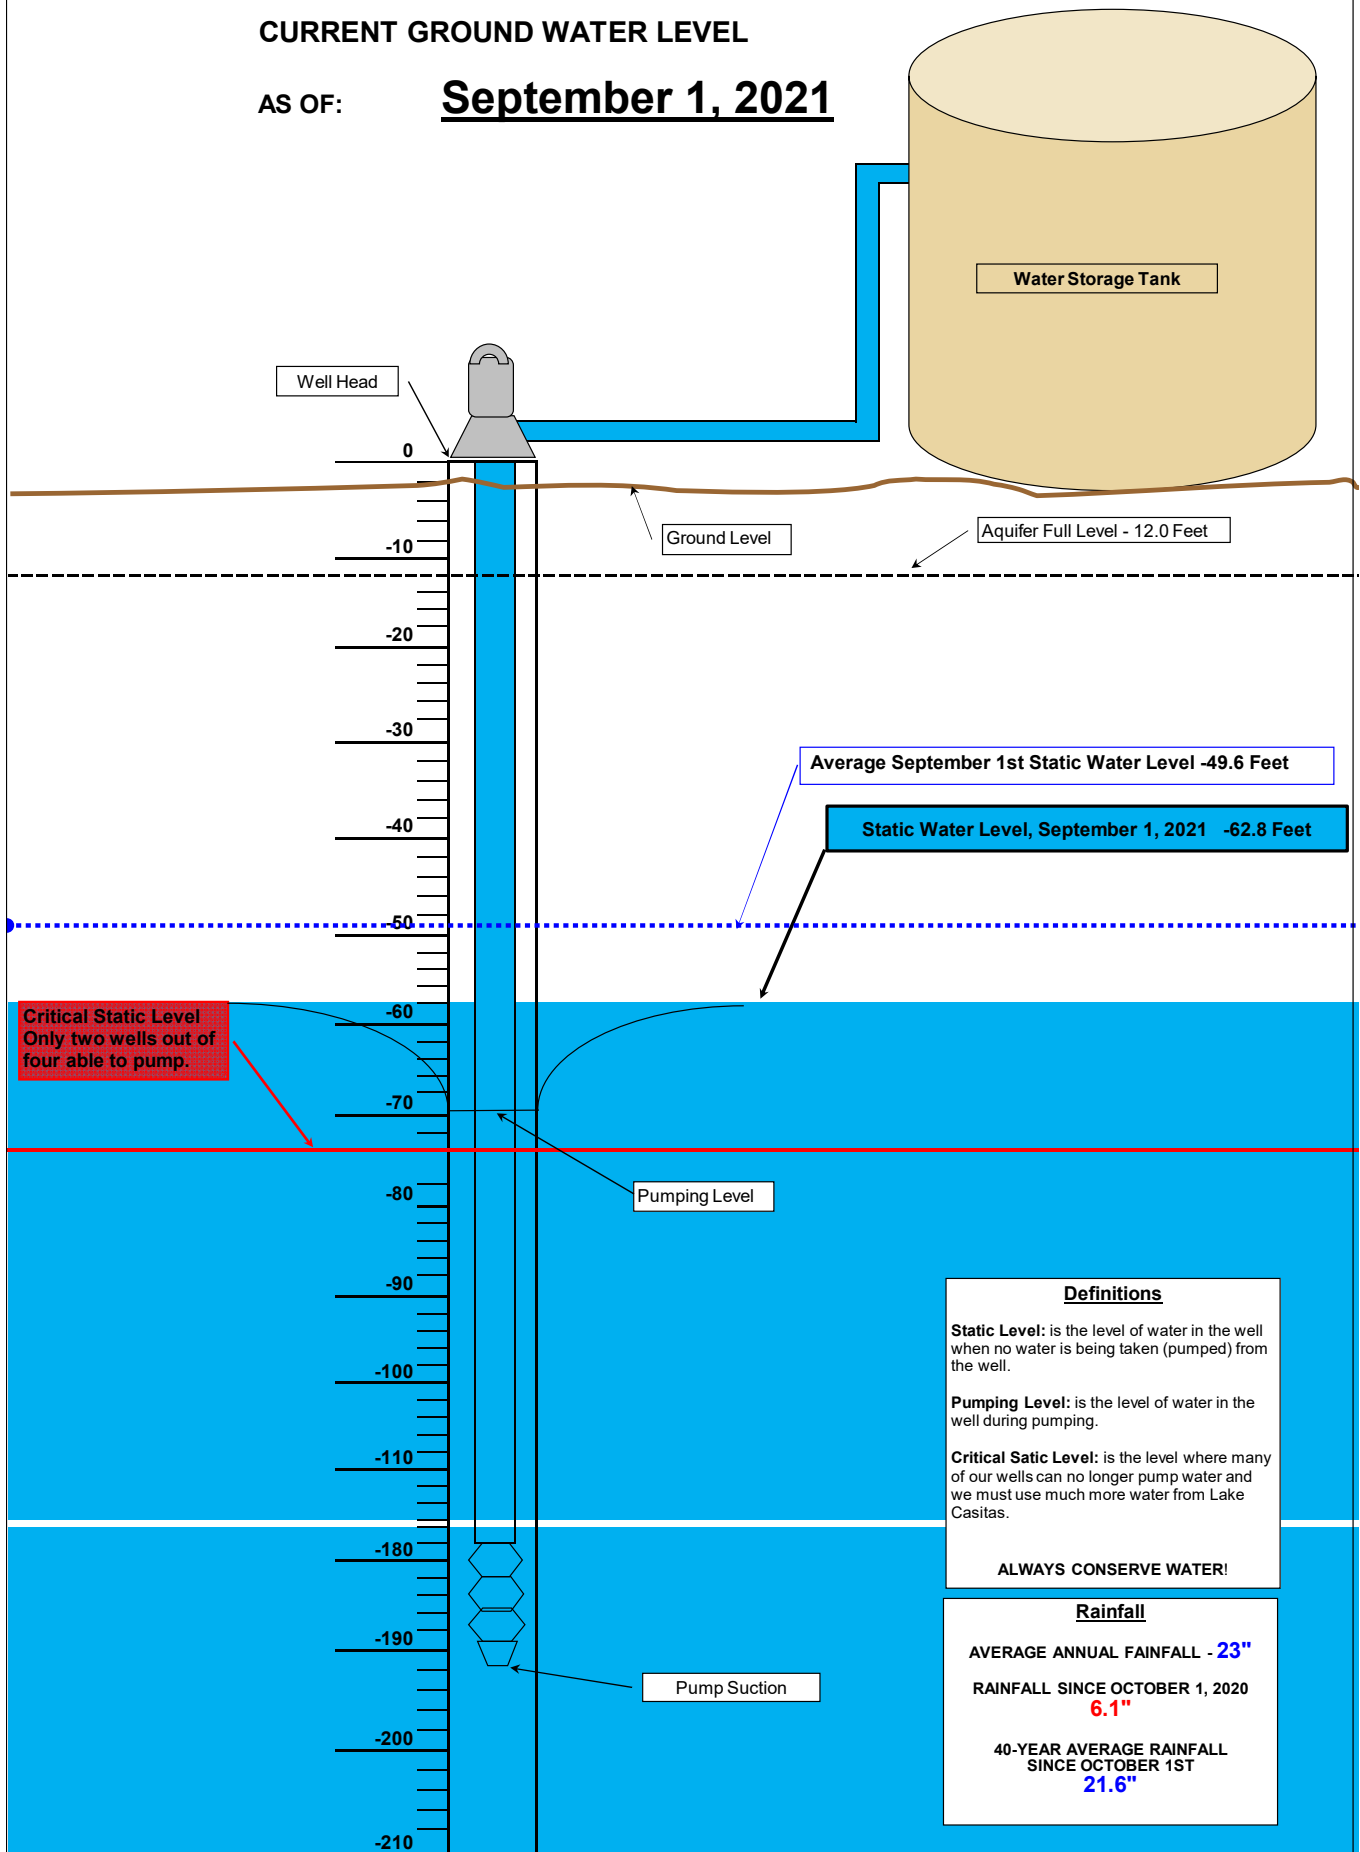 CURRENT GROUND WATER LEVEL
AS OF: September 1, 2021
Water Storage Tank
Well Head
0
Ground Level
Aquifer Full Level - 12.0 Feet
-10
-20
-30
Average September 1st Static Water Level -49.6 Feet
-40
Static Water Level, September 1, 2021 -62.8 Feet
-50
Critical Static Level
Only two wells out of
four able to pump.
-60
-70
-80
Pumping Level
-90
-100
-110
-180
-190
-200
-210
Pump Suction
Definitions
Static Level: is the level of water in the well
when no water is being taken (pumped) from
the well.
Pumping Level: is the level of water in the
well during pumping.
Critical Satic Level: is the level where many
of our wells can no longer pump water and
we must use much more water from Lake
Casitas.
ALWAYS CONSERVE WATER!
Rainfall
AVERAGE ANNUAL FAINFALL - 23"
RAINFALL SINCE OCTOBER 1, 2020
6.1"
40-YEAR AVERAGE RAINFALL
SINCE OCTOBER 1ST
21.6"